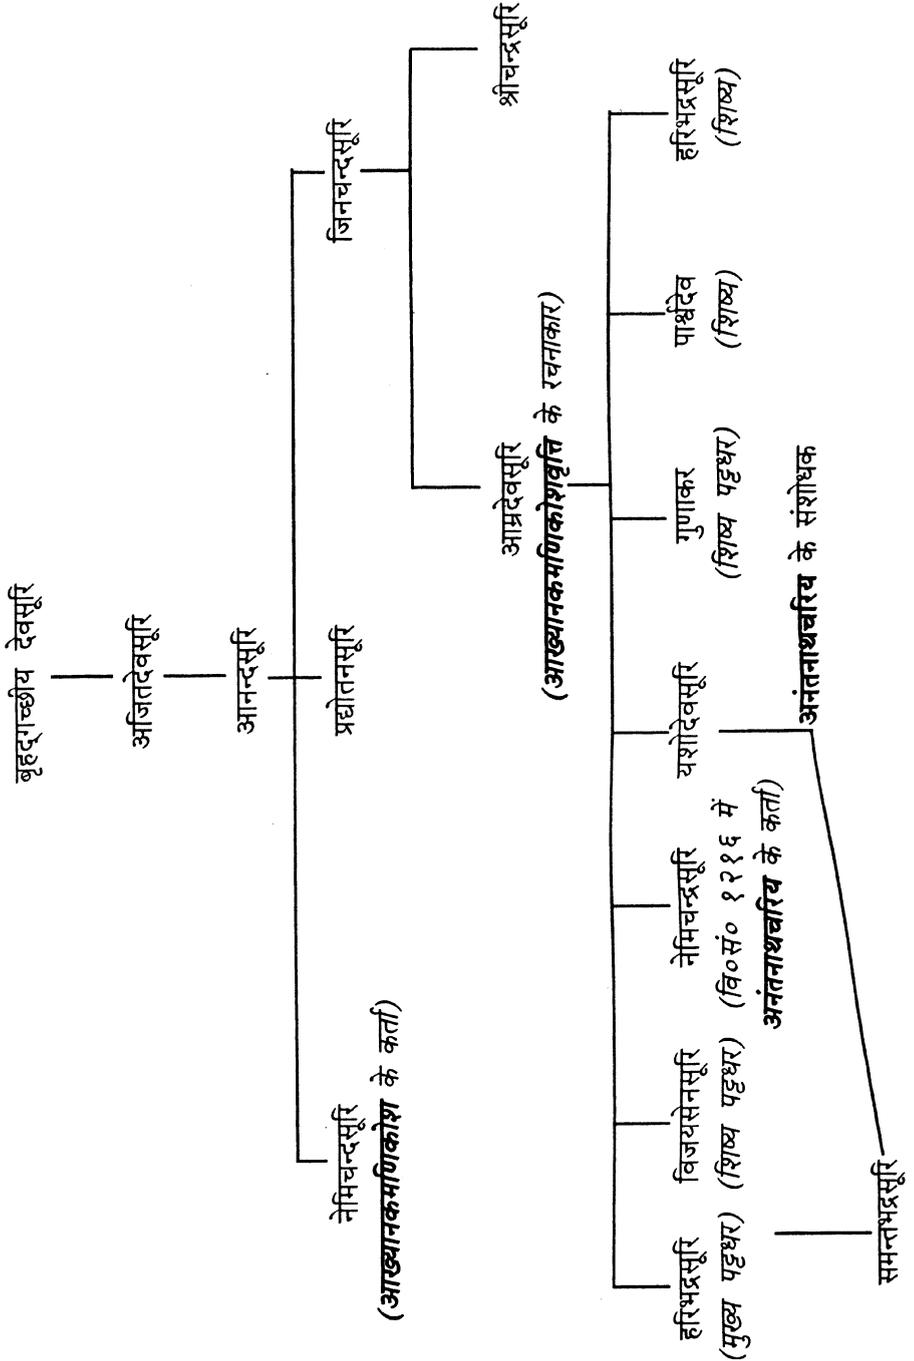 बृहद्गच्छीय देवसूरि
अजितदेवसूरि
आनन्दसूरि
नेमिचन्द्रसूरि
(आख्यानकमणिकोश के कर्ता)
प्रद्योतनसूरि
जिनचन्द्रसूरि
आम्रदेवसूरि
(आख्यानकमणिकोशवृत्ति के रचनाकार)
श्रीचन्द्रसूरि
हरिभद्रसूरि
(मुख्य पट्टधर)
विजयसेनसूरि
(शिष्य पट्टधर)
नेमिचन्द्रसूरि
(वि०सं० १२१६ में
अनंतनाथचरिय के कर्ता)
यशोदेवसूरि
गुणाकर
(शिष्य पट्टधर)
पार्श्वदेव
(शिष्य)
हरिभद्रसूरि
(शिष्य)
अनंतनाथचरिय के संशोधक
समन्तभद्रसूरि